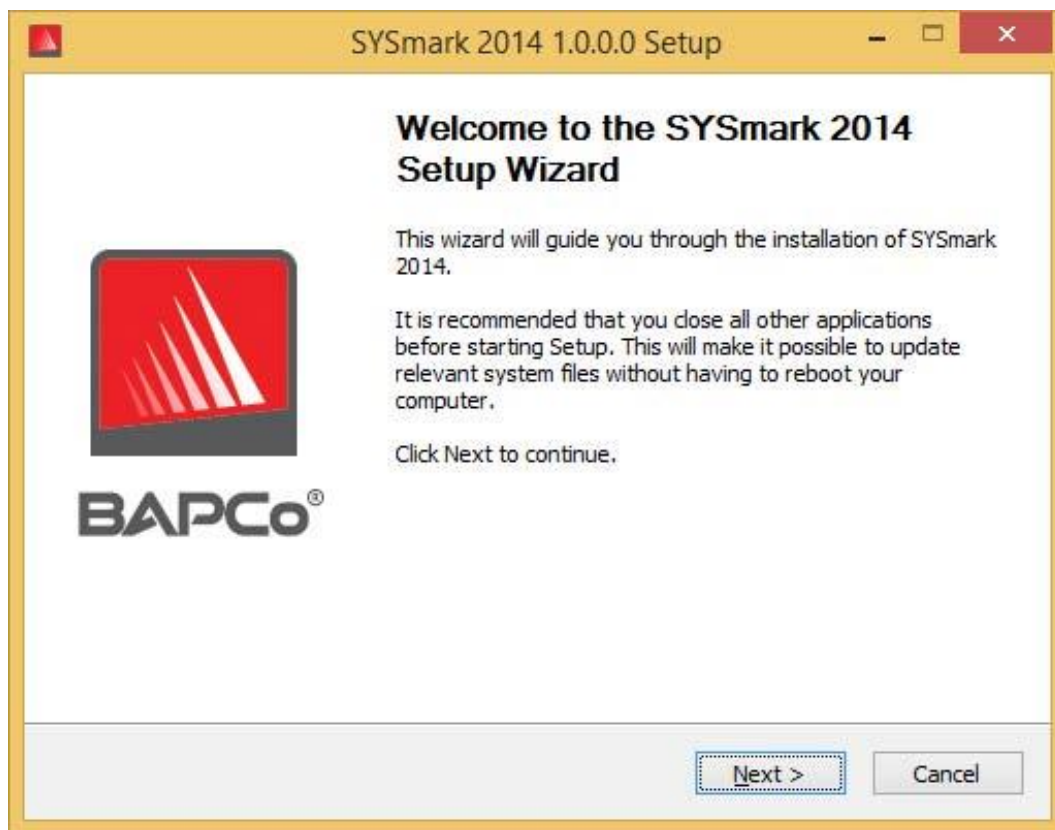 SYSmark 2014 1.0.0.0 Setup
Welcome to the SYSmark 2014
Setup Wizard
This wizard will guide you through the installation of SYSmark
2014.
It is recommended that you close all other applications
before starting Setup. This will make it possible to update
relevant system files without having to reboot your
computer.
Click Next to continue.
BAPCo®
Next >
Cancel